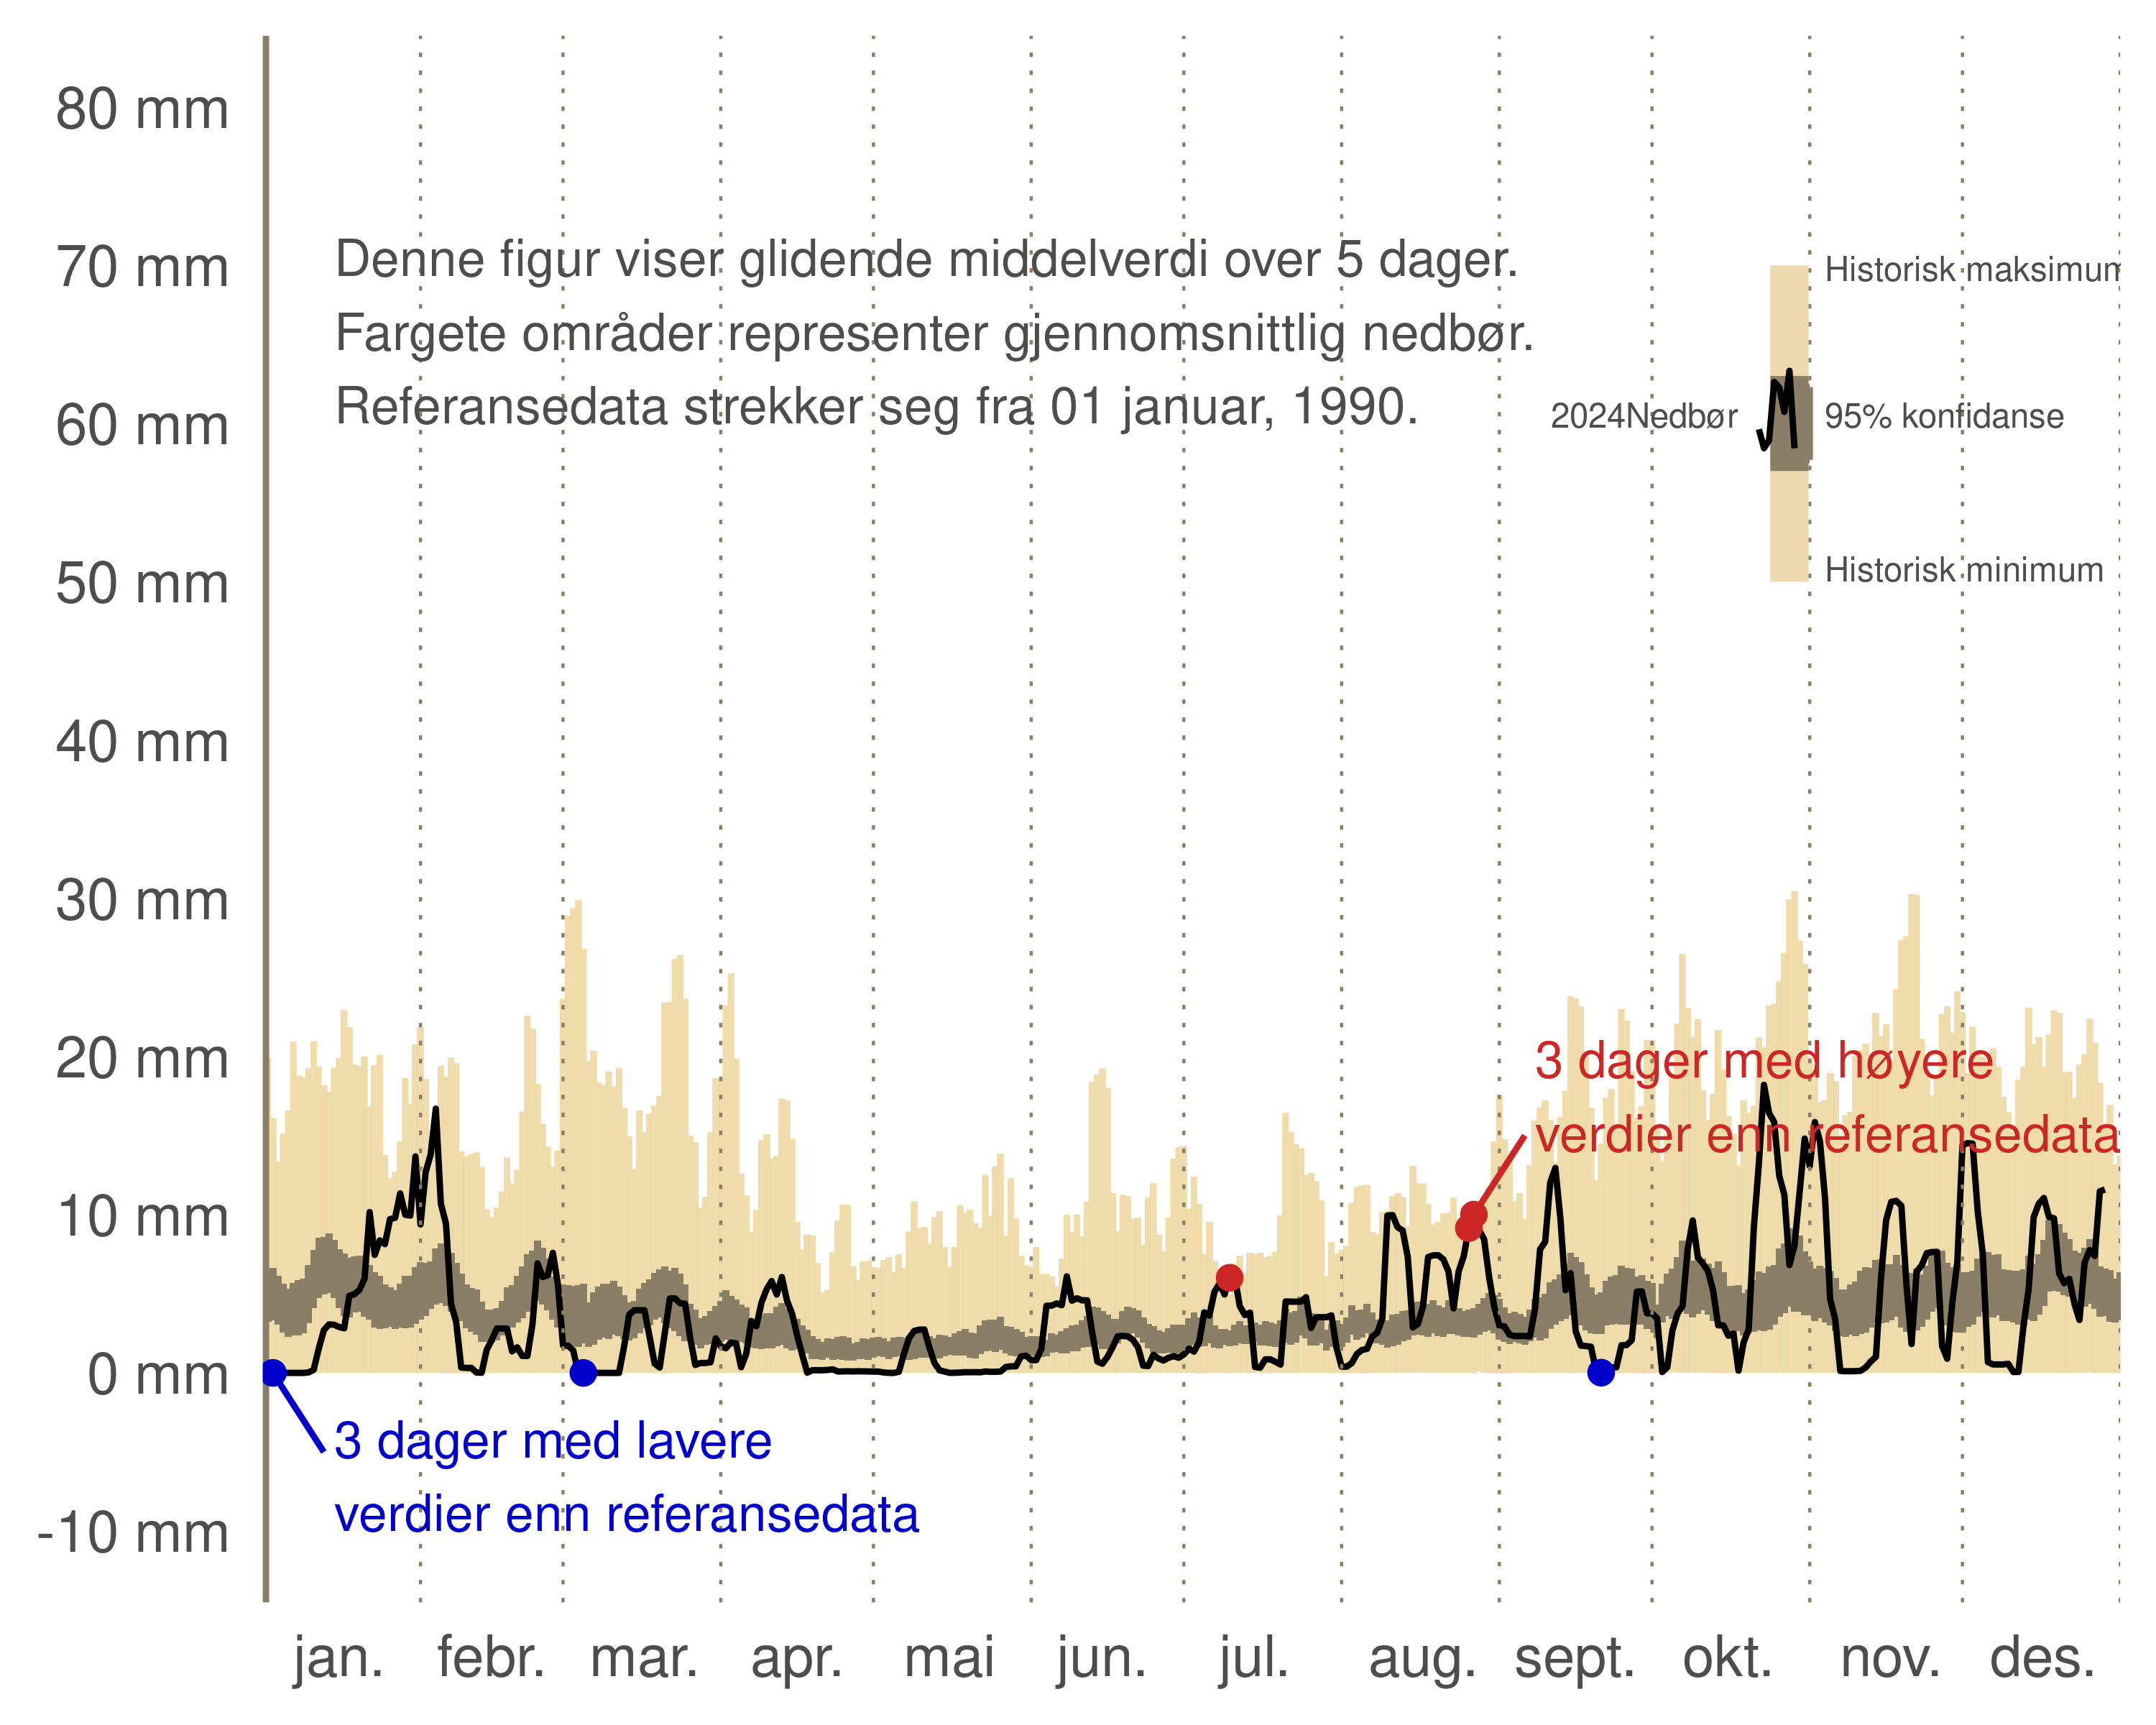 80 mm
70 mm
60 mm
50 mm
40 mm
30 mm
20 mm
10 mm
0 mm
-10 mm
Denne figur viser glidende middelverdi over 5 dager.
Fargete områder representer gjennomsnittlig nedbør.
Referansedata strekker seg fra 01 januar, 1990.
Historisk maksimum
2024Nedbør
95% konfidanse
Historisk minimum
3 dager med høyere
verdier enn referansedata
3 dager med lavere
verdier enn referansedata
jan. febr. mar. apr. mai jun. jul. aug. sept. okt. nov. des.